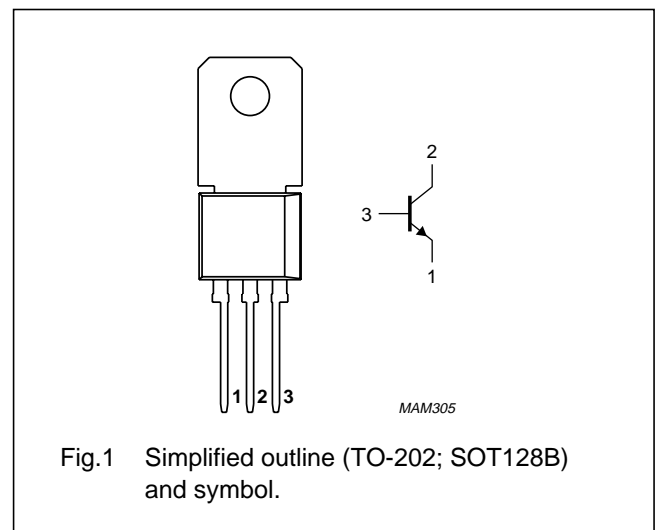 2
3
1
1 2 3
MAM305
Fig.1 Simplified outline (TO-202; SOT128B)
and symbol.